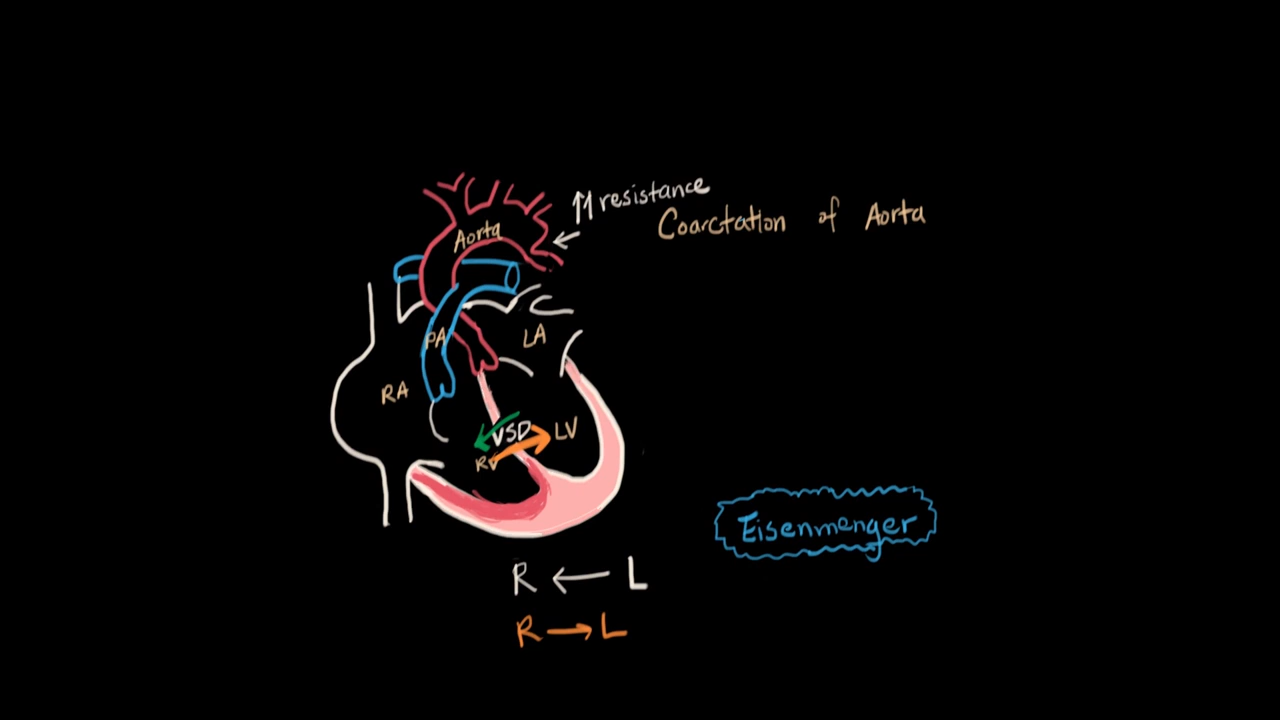 ⇈ resistance
Coarctation of Aorta
Aorta
PA
LA
RA
VSD
LV
RV
Eisenmenger
R ← L
R → L